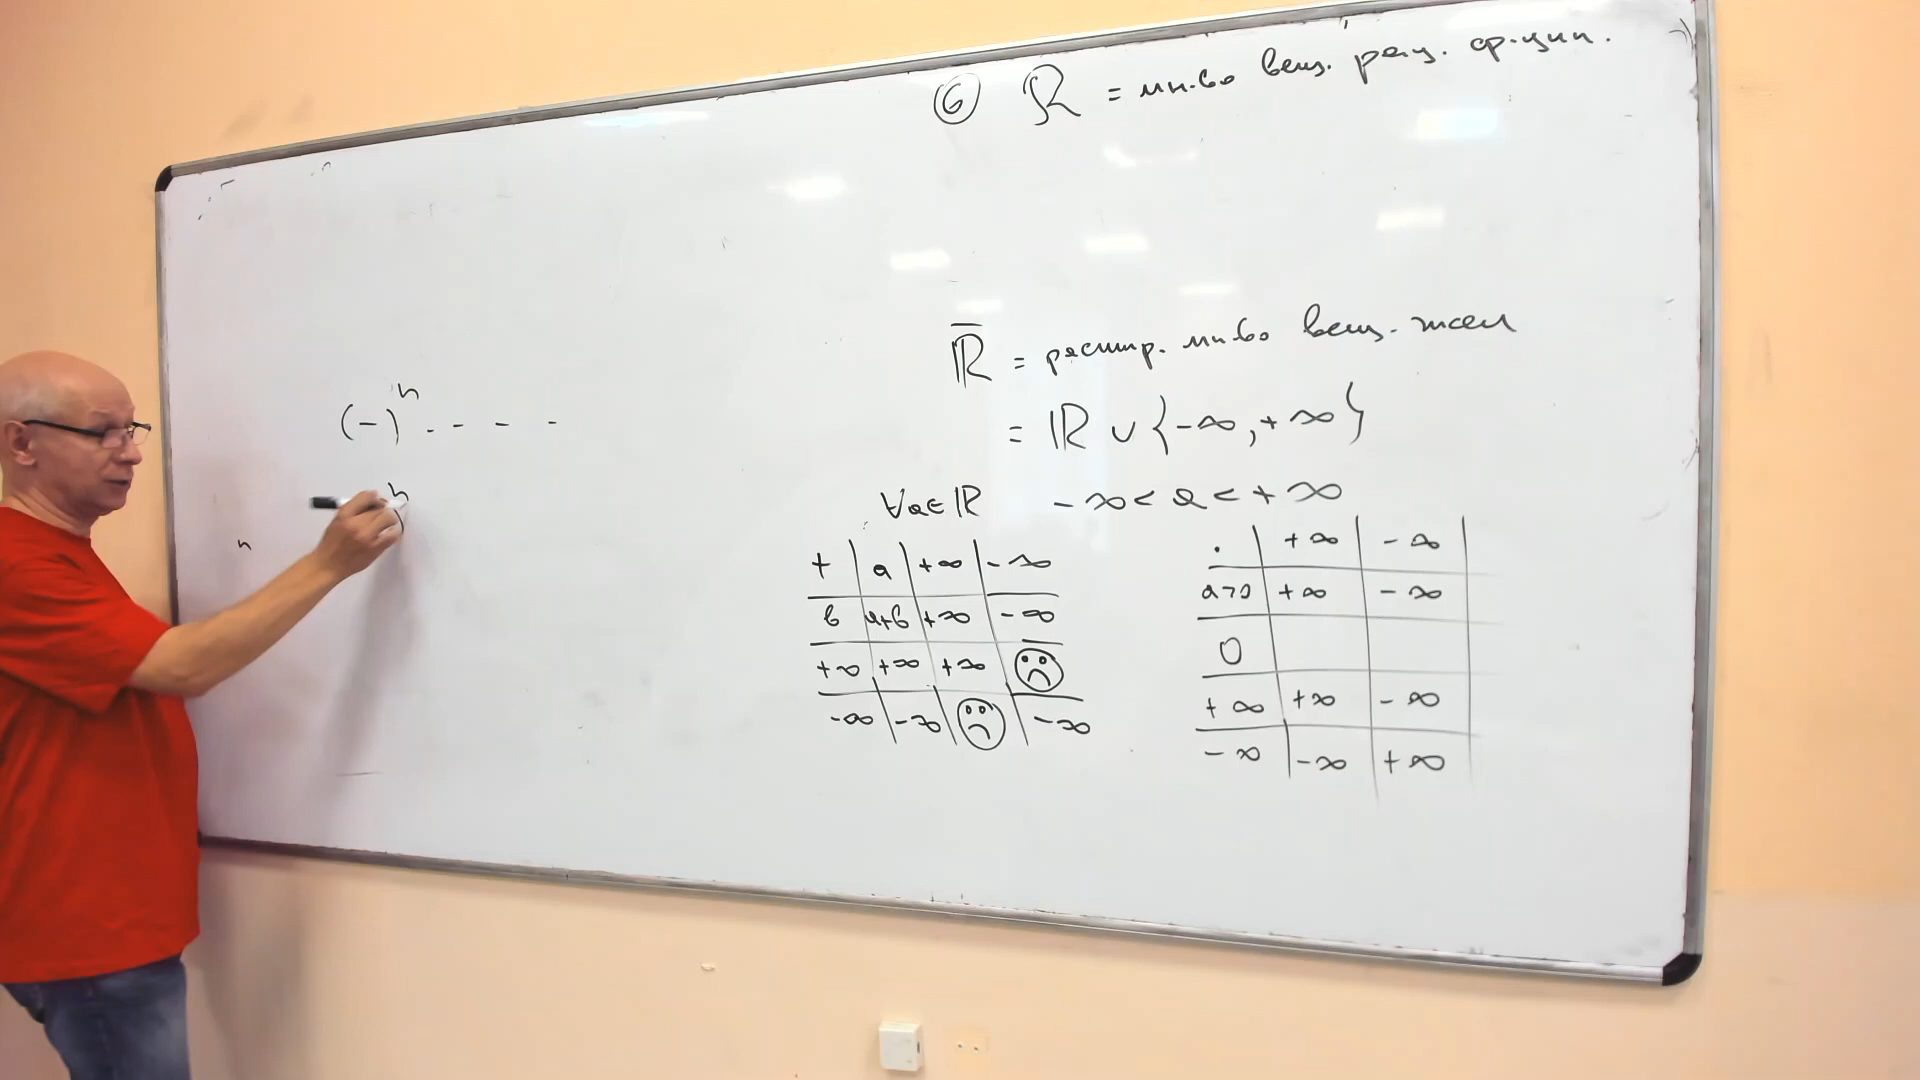 ⑥ ℛ = мн-во вещ. рац. ф-ций.
ℝ̅ = расшир. мн-во вещ. чисел
= ℝ ∪ {-∞, +∞}
∀a∈ℝ -∞ < a < +∞
+ | a | +∞ | -∞
b | a+b | +∞ | -∞
+∞ | +∞ | +∞ | ☹
-∞ | -∞ | ☹ | -∞
· | +∞ | -∞
a>0 | +∞ | -∞
0 | |
+∞ | +∞ | -∞
-∞ | -∞ | +∞
(-)ⁿ . - - -
n